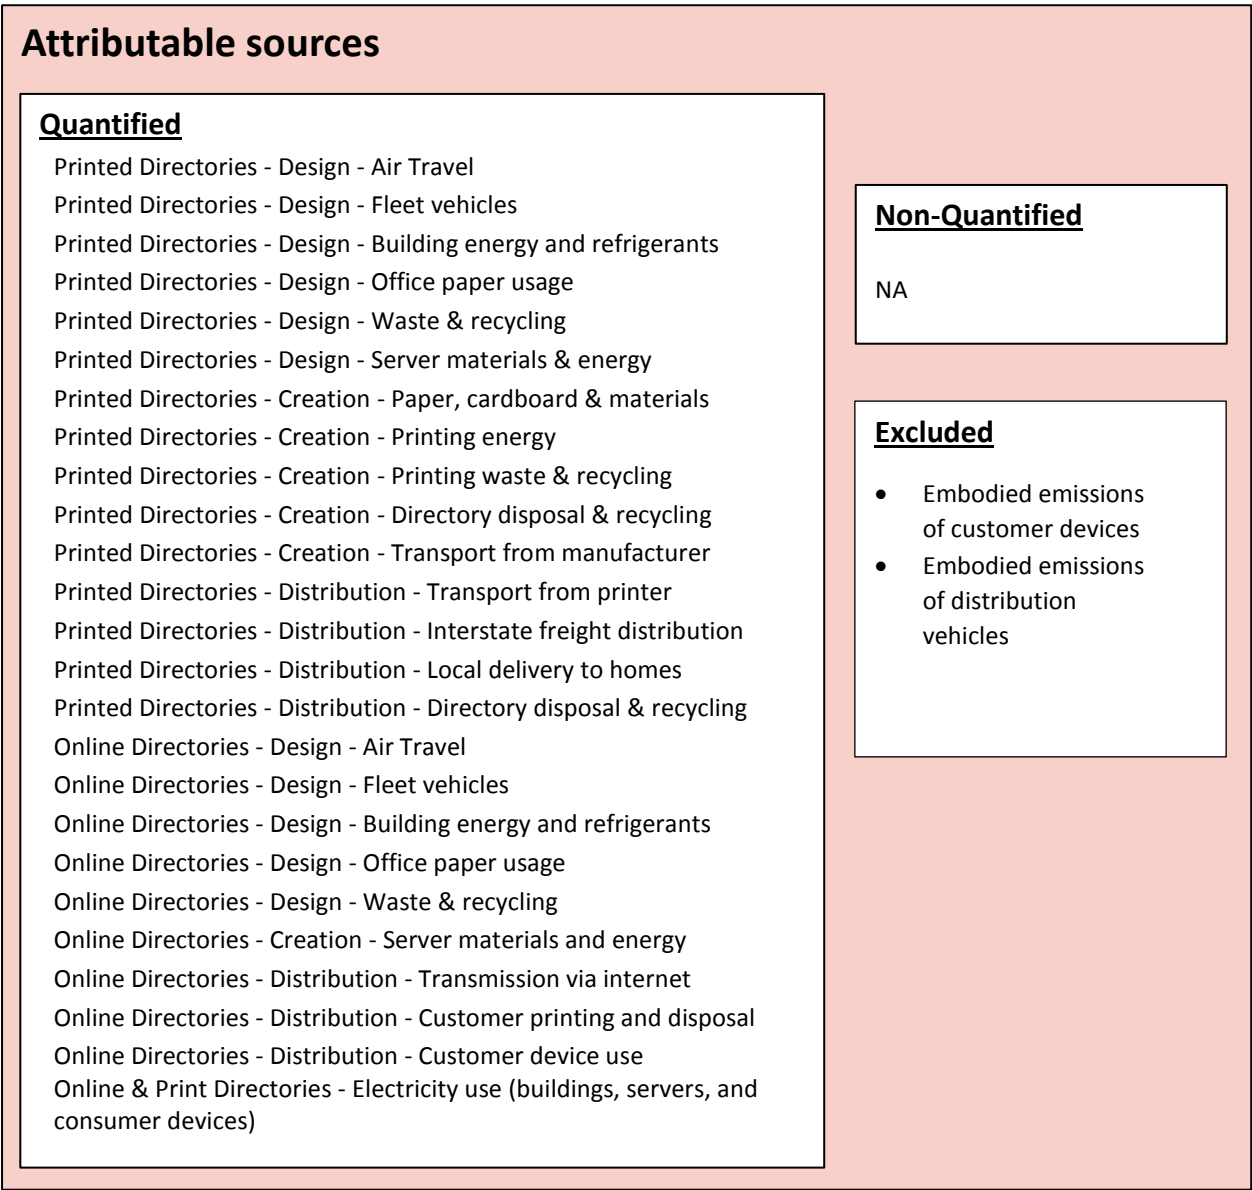 Attributable sources
Quantified
Printed Directories - Design - Air Travel
Printed Directories - Design - Fleet vehicles
Printed Directories - Design - Building energy and refrigerants
Printed Directories - Design - Office paper usage
Printed Directories - Design - Waste & recycling
Printed Directories - Design - Server materials & energy
Printed Directories - Creation - Paper, cardboard & materials
Printed Directories - Creation - Printing energy
Printed Directories - Creation - Printing waste & recycling
Printed Directories - Creation - Directory disposal & recycling
Printed Directories - Creation - Transport from manufacturer
Printed Directories - Distribution - Transport from printer
Printed Directories - Distribution - Interstate freight distribution
Printed Directories - Distribution - Local delivery to homes
Printed Directories - Distribution - Directory disposal & recycling
Online Directories - Design - Air Travel
Online Directories - Design - Fleet vehicles
Online Directories - Design - Building energy and refrigerants
Online Directories - Design - Office paper usage
Online Directories - Design - Waste & recycling
Online Directories - Creation - Server materials and energy
Online Directories - Distribution - Transmission via internet
Online Directories - Distribution - Customer printing and disposal
Online Directories - Distribution - Customer device use
Online & Print Directories - Electricity use (buildings, servers, and
consumer devices)
Non-Quantified
NA
Excluded
• Embodied emissions
of customer devices
• Embodied emissions
of distribution
vehicles